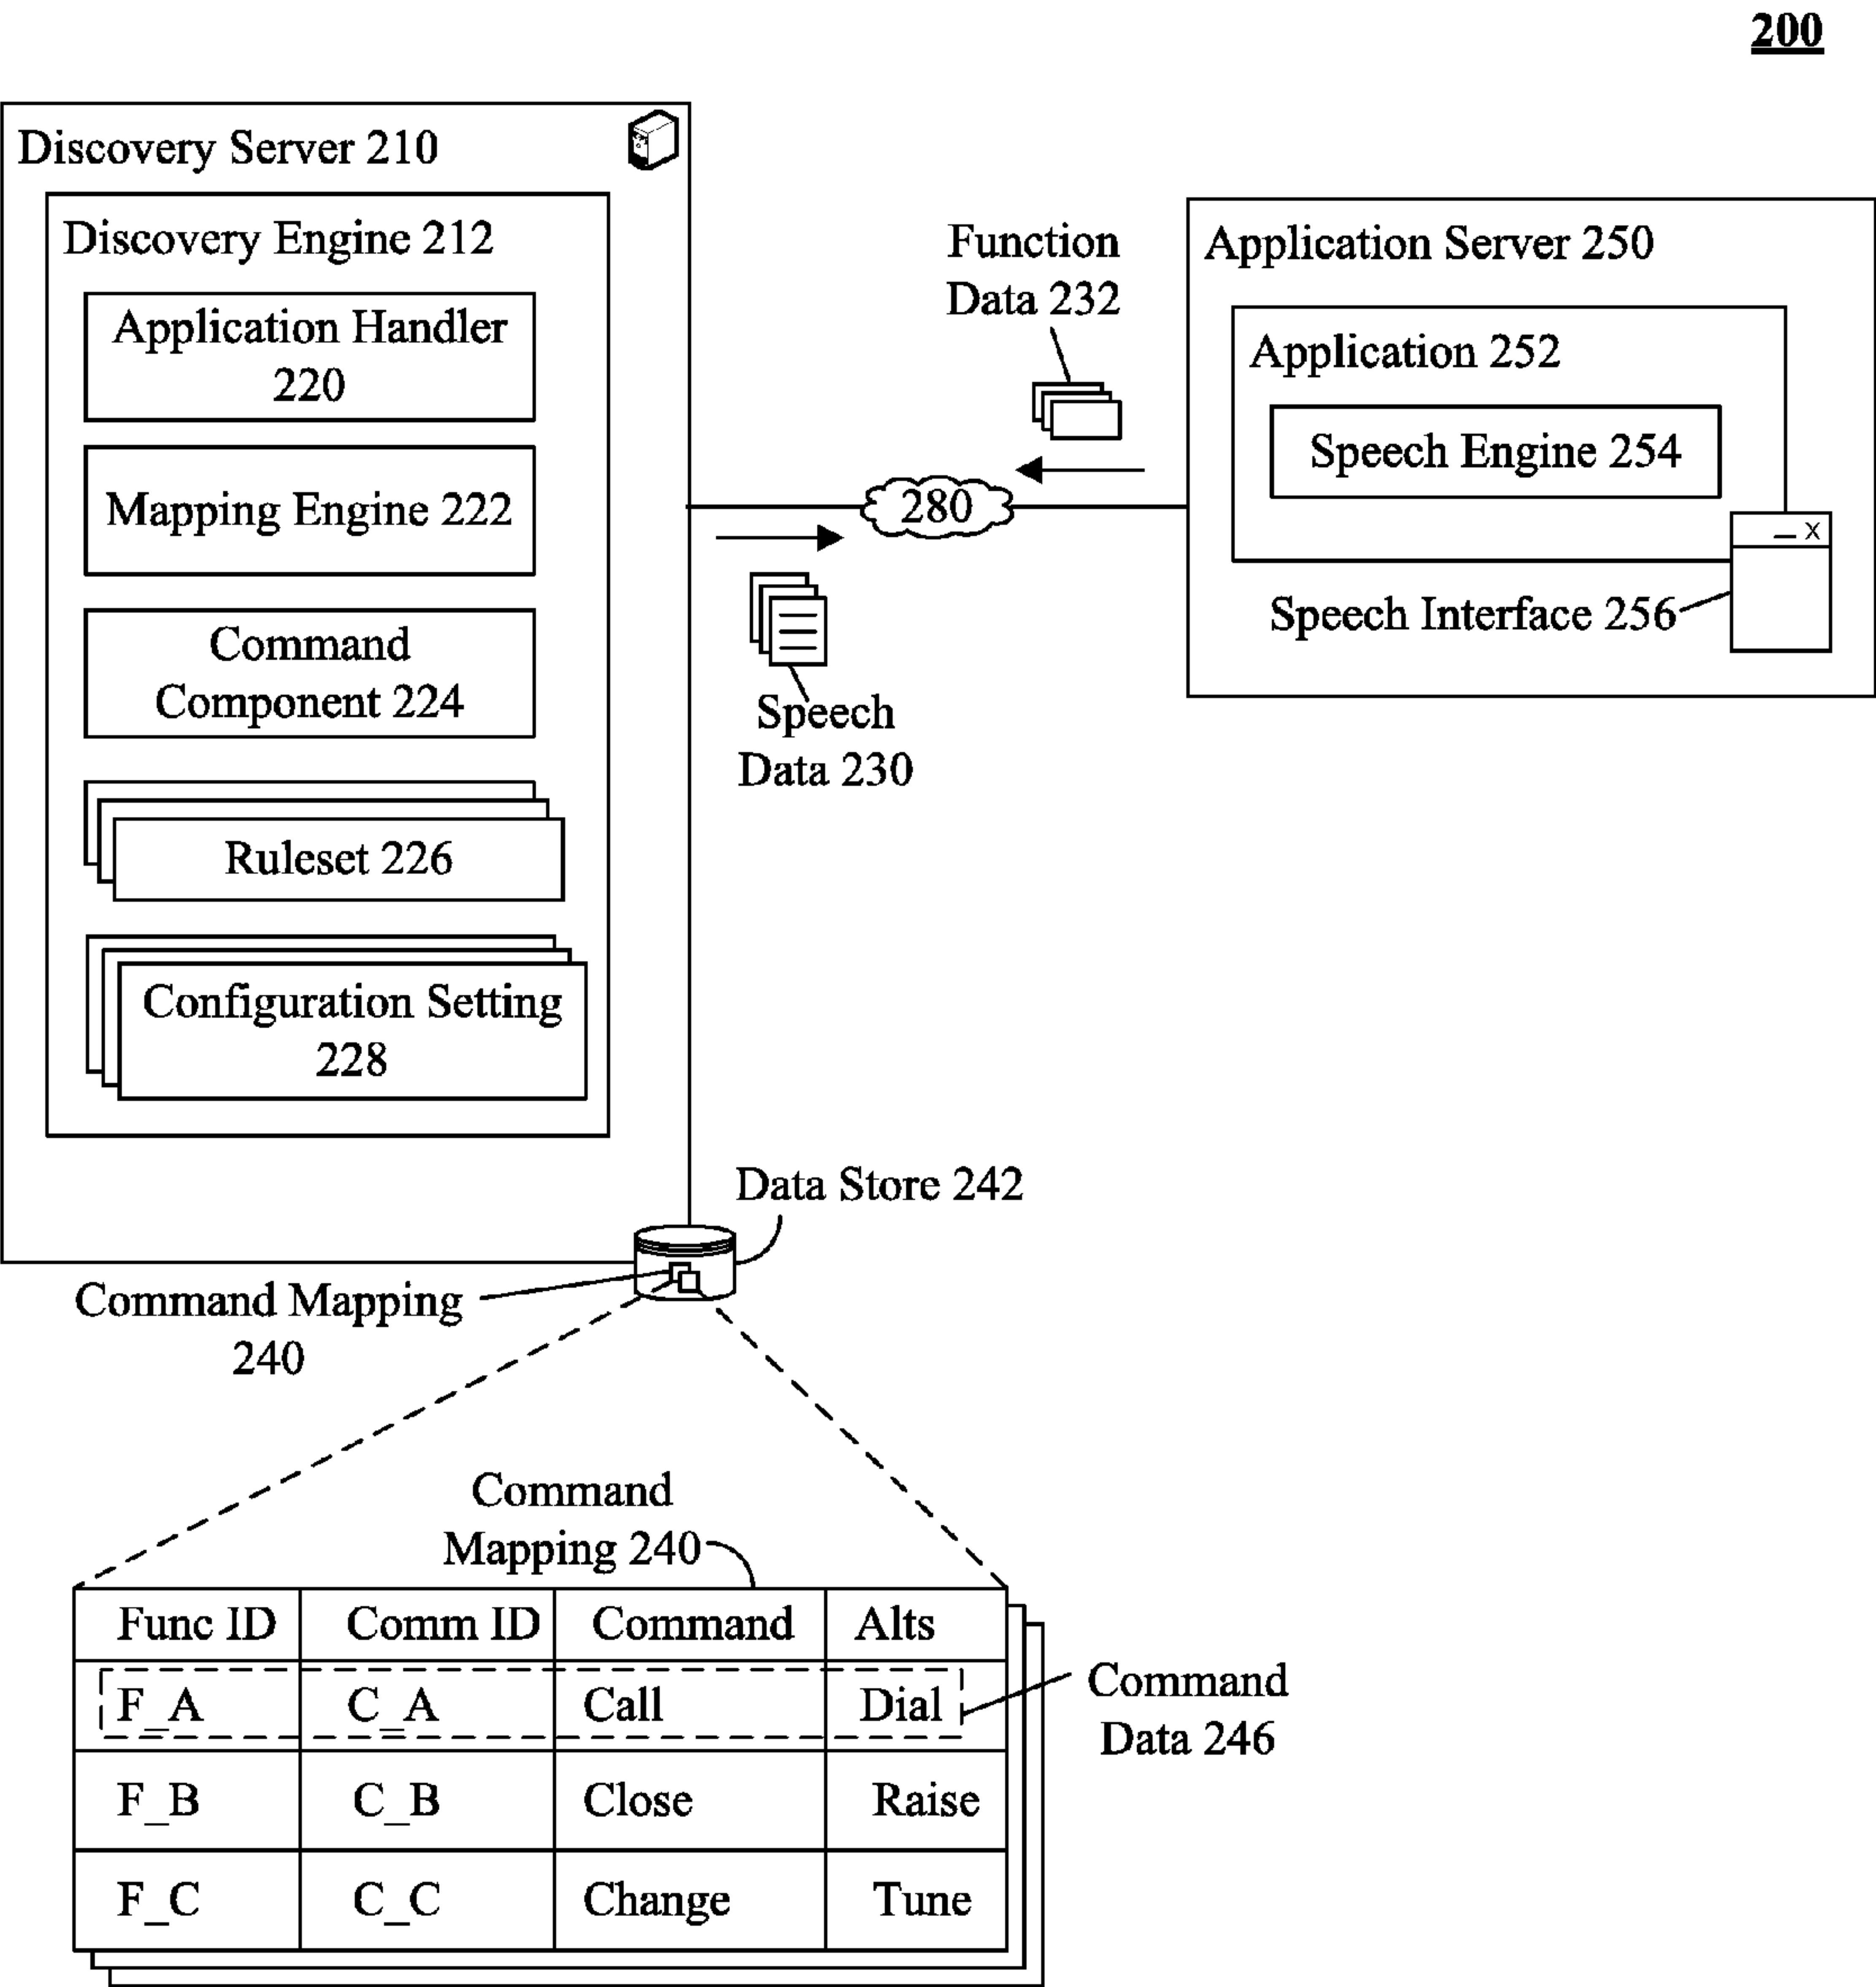 200
Discovery Server 210
Discovery Engine 212
Application Handler
220
Mapping Engine 222
Command
Component 224
Ruleset 226
Configuration Setting
228
Function
Data 232
280
Speech
Data 230
Application Server 250
Application 252
Speech Engine 254
_ X
Speech Interface 256
Data Store 242
Command Mapping
240
Command
Mapping 240
Func ID Comm ID Command Alts
F_A C_A Call Dial
F_B C_B Close Raise
F_C C_C Change Tune
Command
Data 246